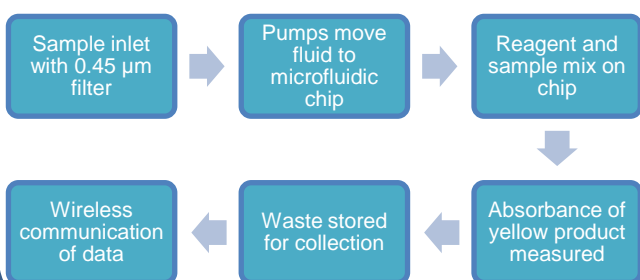 Sample inlet
with 0.45 µm
filter
Pumps move
fluid to
microfluidic
chip
Reagent and
sample mix on
chip
Absorbance of
yellow product
measured
Waste stored
for collection
Wireless
communication
of data